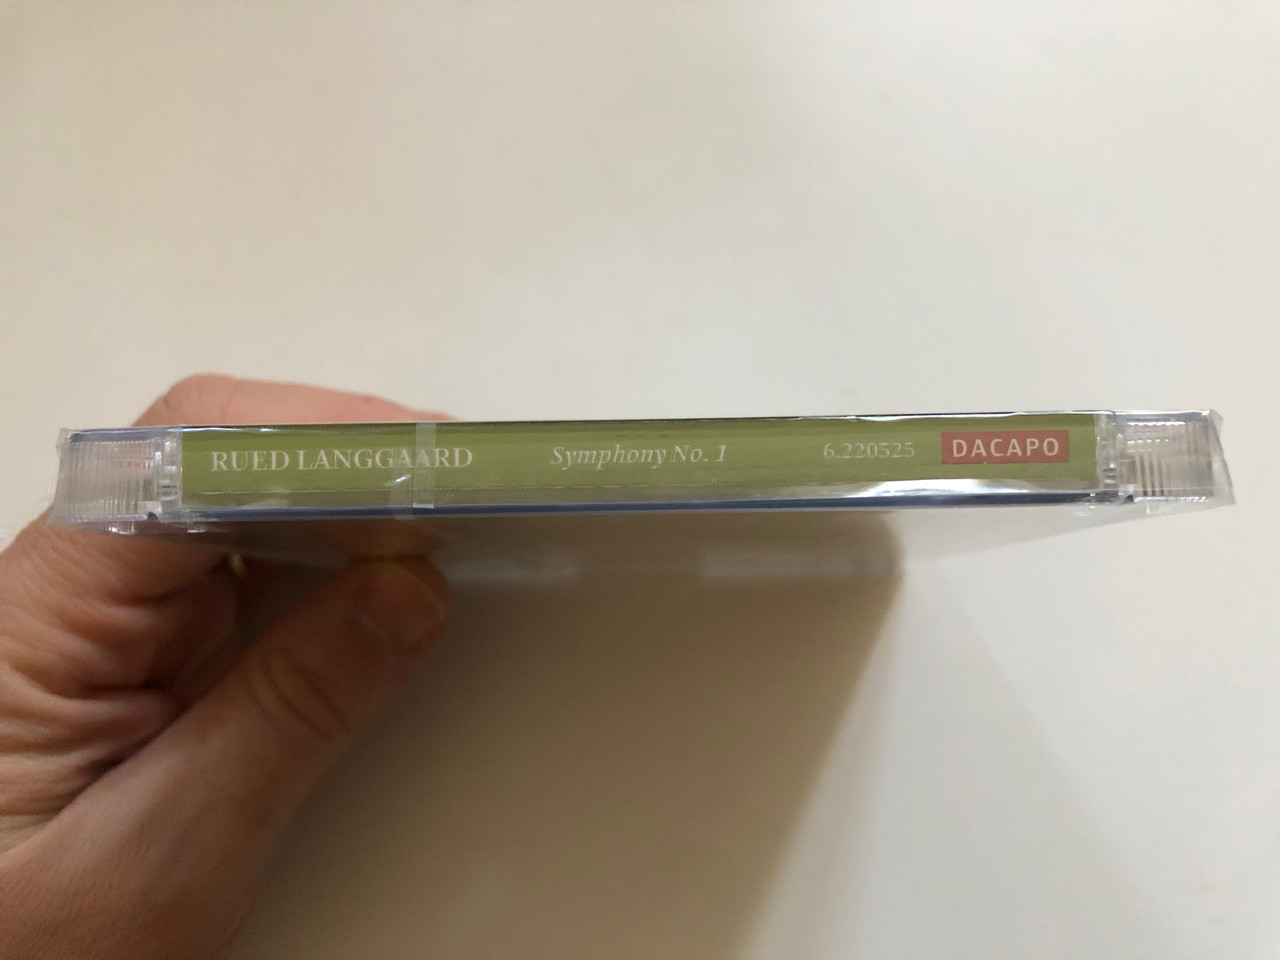 RUED LANGGAARD Symphony No. 1 6.220525 DACAPO